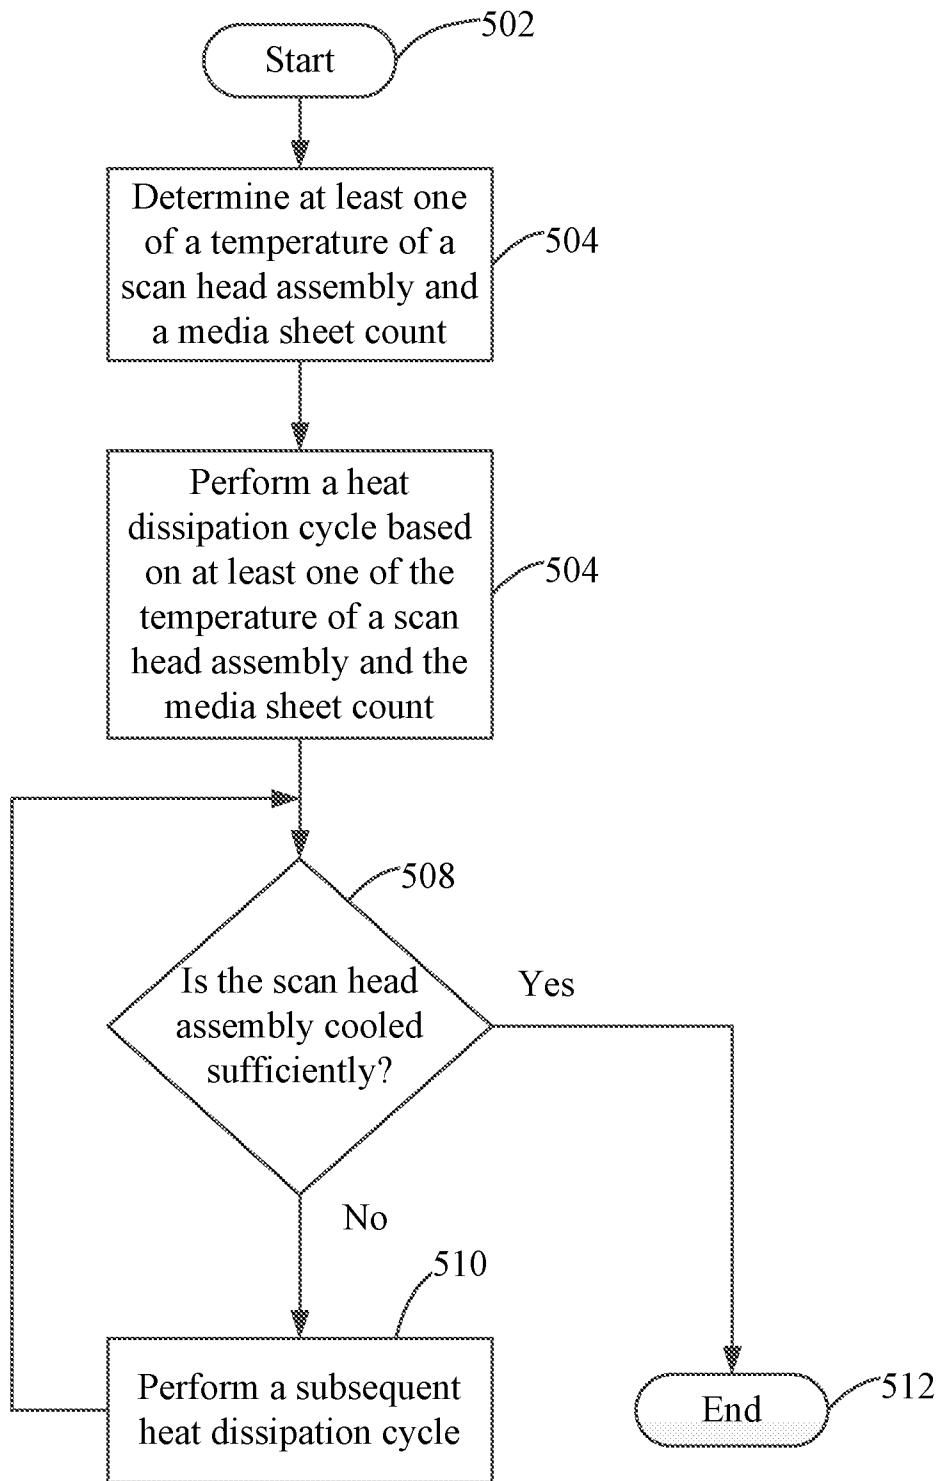 502
Start
Determine at least one
of a temperature of a
scan head assembly and
a media sheet count
504
Perform a heat
dissipation cycle based
on at least one of the
temperature of a scan
head assembly and the
media sheet count
504
508
Is the scan head
assembly cooled
sufficiently?
Yes
No
510
Perform a subsequent
heat dissipation cycle
End
512